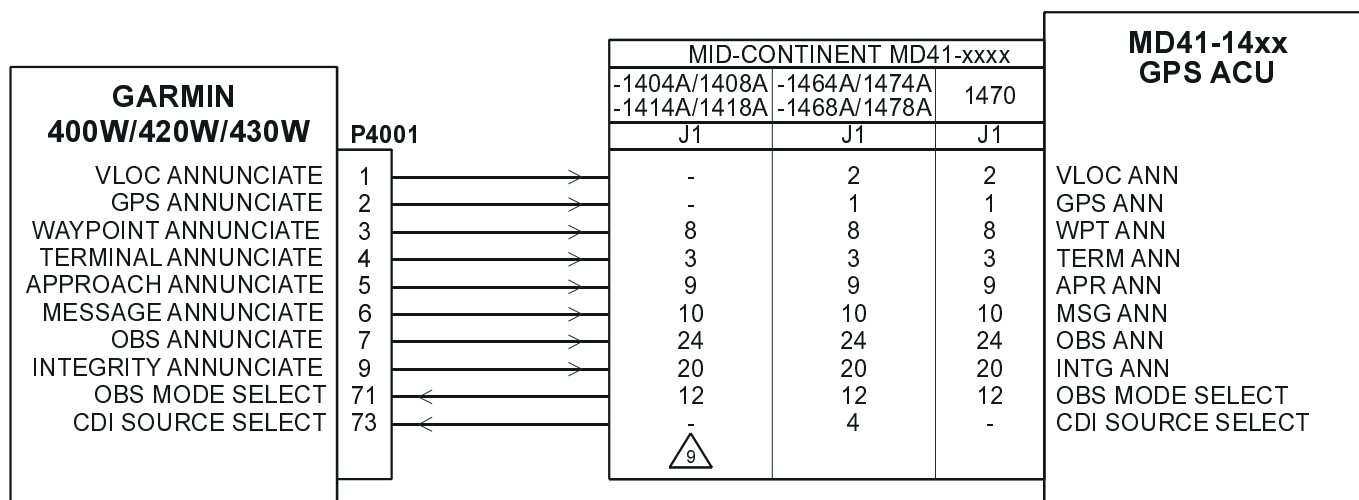 MD41-14xx
GPS ACU
MID-CONTINENT MD41-xxxx
-1404A/1408A -1464A/1474A 1470
-1414A/1418A -1468A/1478A
GARMIN
400W/420W/430W P4001
J1 J1 J1
VLOC ANNUNCIATE 1 - 2 2 VLOC ANN
GPS ANNUNCIATE 2 - 1 1 GPS ANN
WAYPOINT ANNUNCIATE 3 8 8 8 WPT ANN
TERMINAL ANNUNCIATE 4 3 3 3 TERM ANN
APPROACH ANNUNCIATE 5 9 9 9 APR ANN
MESSAGE ANNUNCIATE 6 10 10 10 MSG ANN
OBS ANNUNCIATE 7 24 24 24 OBS ANN
INTEGRITY ANNUNCIATE 9 20 20 20 INTG ANN
OBS MODE SELECT 71 12 12 12 OBS MODE SELECT
CDI SOURCE SELECT 73 - 4 - CDI SOURCE SELECT
9